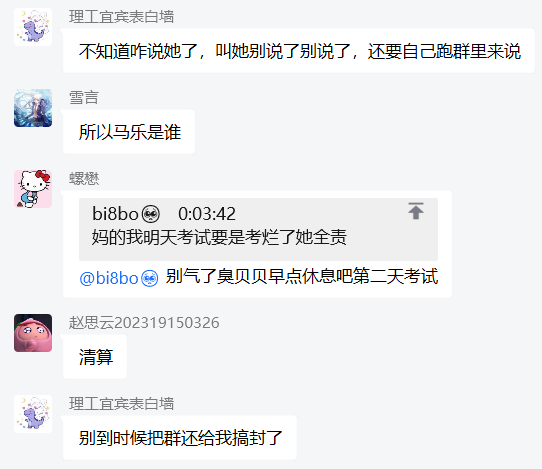 理工宜宾表白墙
不知道咋说她了，叫她别说了别说了，还要自己跑群里来说
雪言
所以马乐是谁
螺懋
bi8bo 0:03:42
妈的我明天考试要是考烂了她全责
@bi8bo 别气了臭贝贝早点休息吧第二天考试
赵思云202319150326
清算
理工宜宾表白墙
别到时候把群还给我搞封了